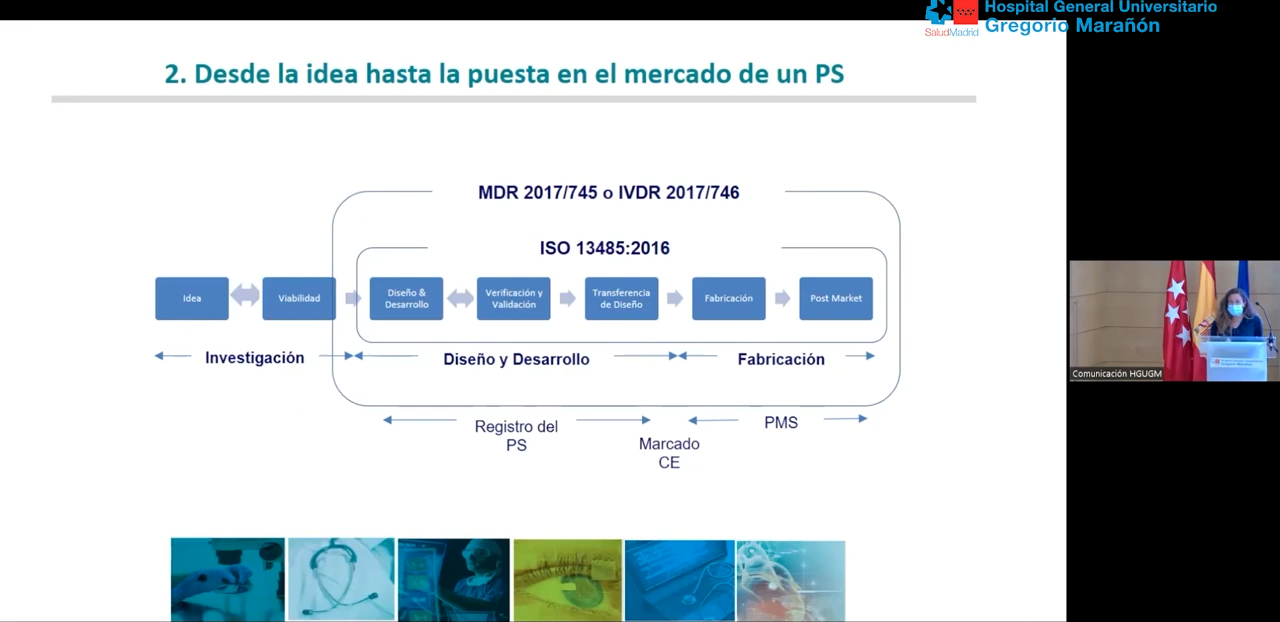 Hospital General Universitario
SaludMadrid Gregorio Marañón
2. Desde la idea hasta la puesta en el mercado de un PS
MDR 2017/745 o IVDR 2017/746
ISO 13485:2016
Idea
Viabilidad
Diseño &
Desarrollo
Verificación y
Validación
Transferencia
de Diseño
Fabricación
Post Market
Investigación
Diseño y Desarrollo
Fabricación
Registro del
PS
Marcado
CE
PMS
Comunicación HGUGM